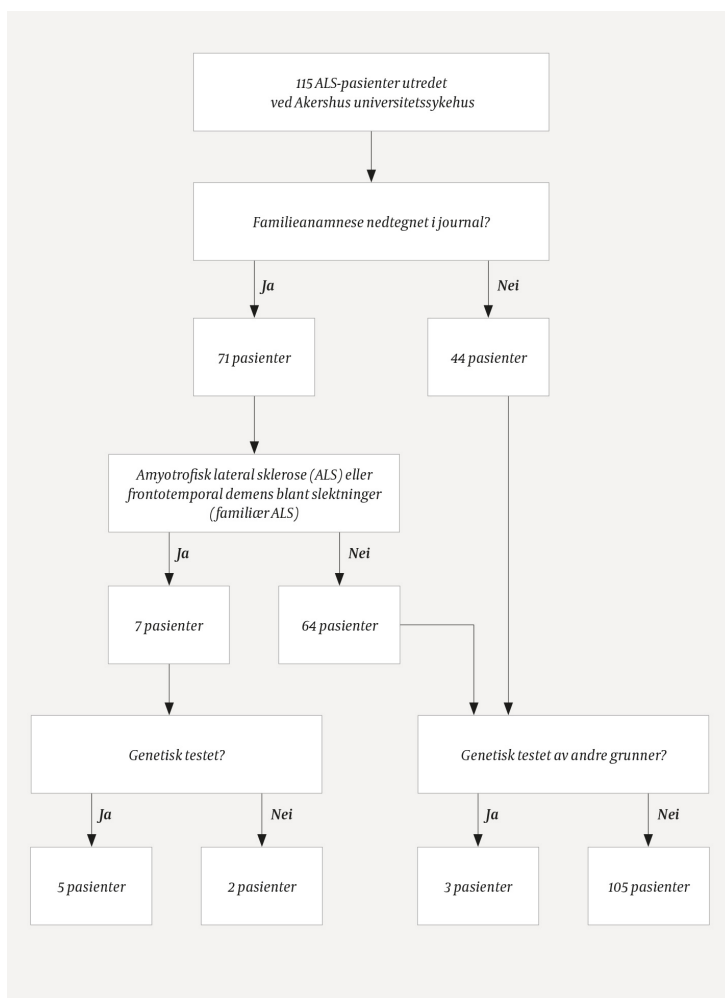 115 ALS-pasienter utredet
ved Akershus universitetssykehus
Familieanamnese nedtegnet i journal?
Ja
Nei
71 pasienter
44 pasienter
Amyotrofisk lateral sklerose (ALS) eller
frontotemporal demens blant slektninger
(familiær ALS)
Ja
Nei
7 pasienter
64 pasienter
Genetisk testet?
Genetisk testet av andre grunner?
Ja
Nei
Ja
Nei
5 pasienter
2 pasienter
3 pasienter
105 pasienter